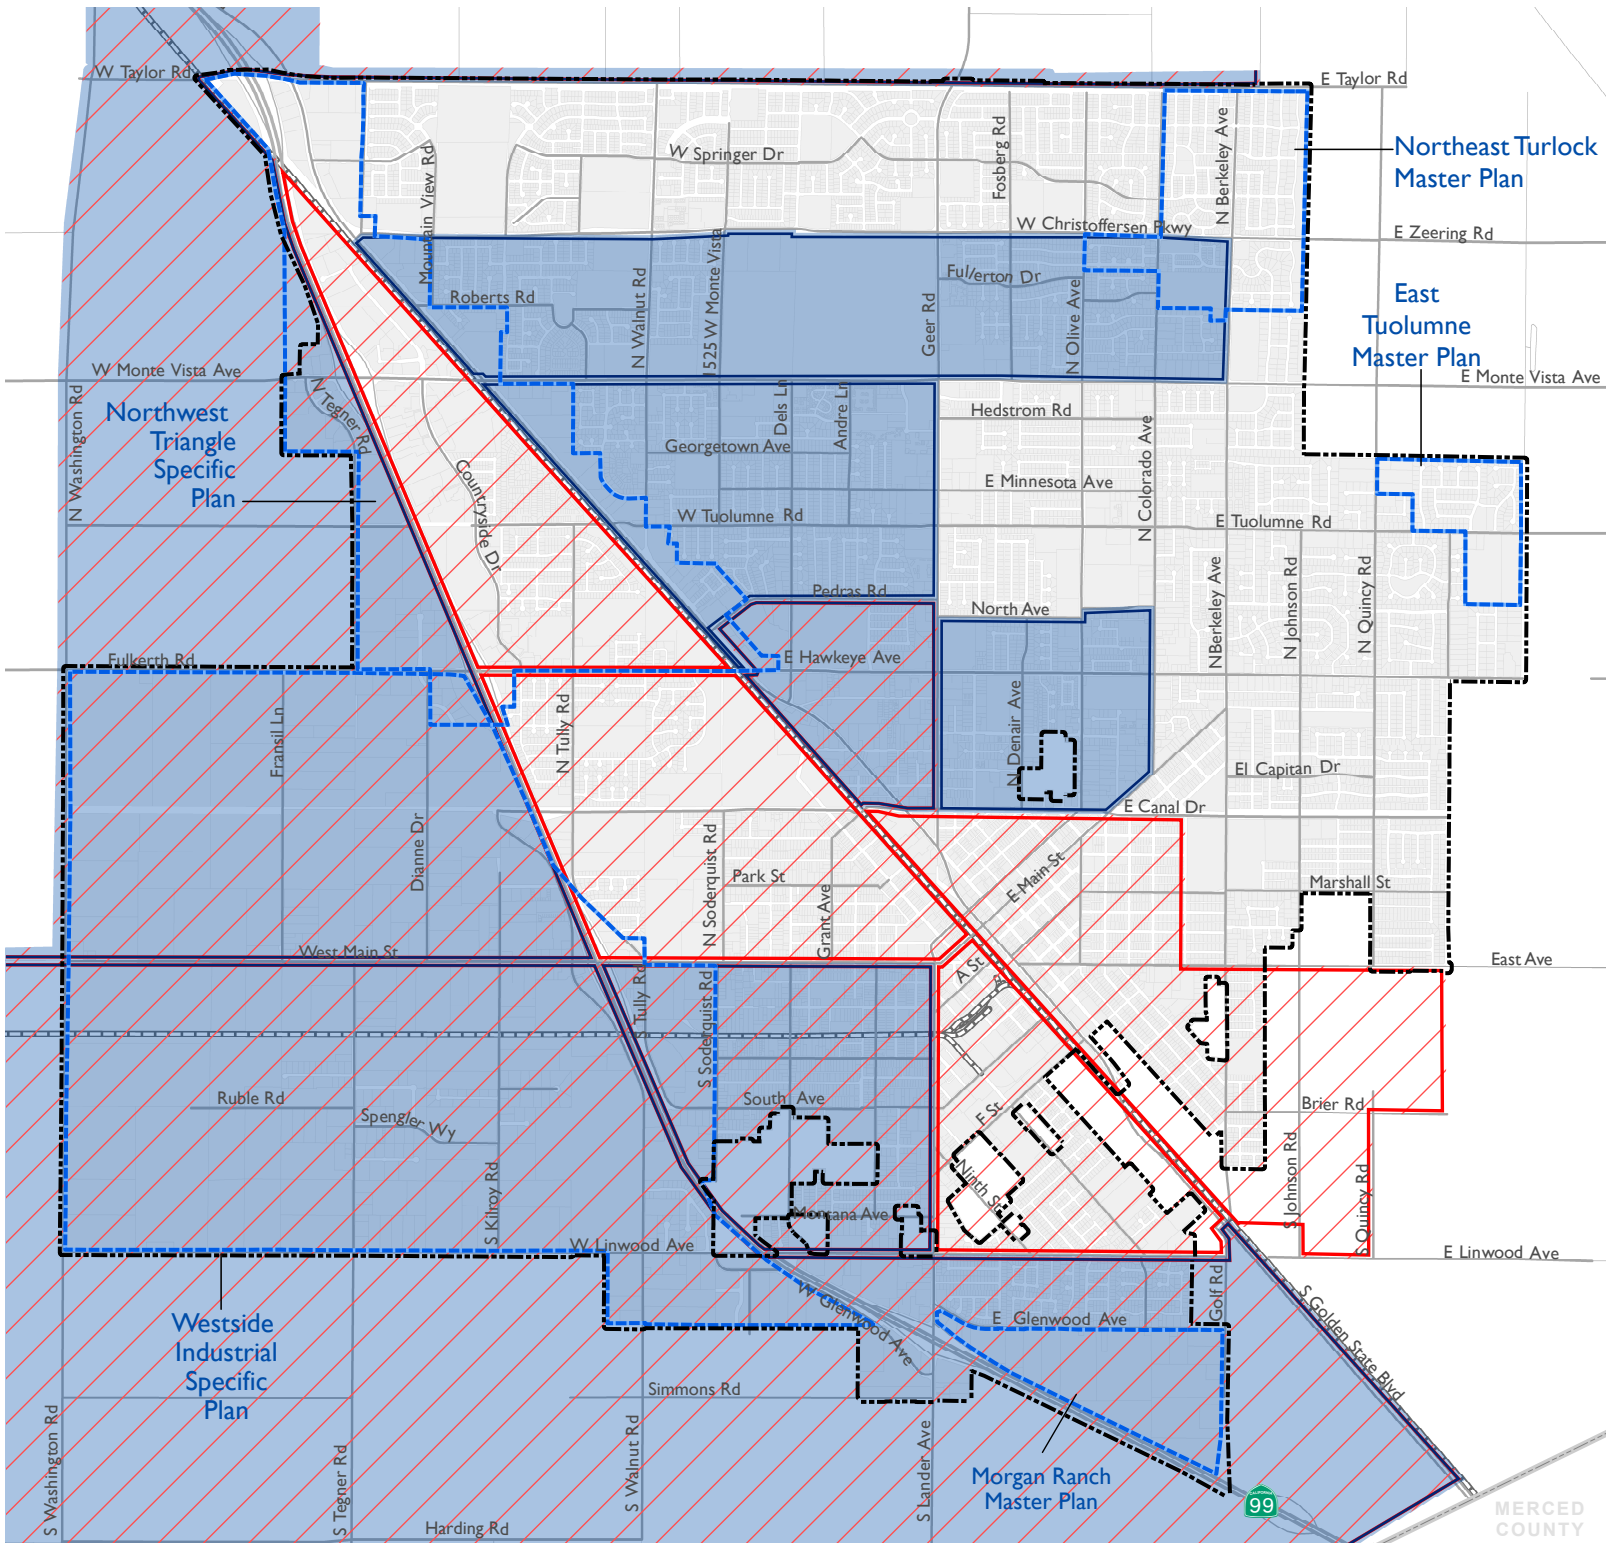 W Taylor Rd
E Taylor Rd
N Berkeley Ave
Northeast Turlock
Master Plan
Fosberg Rd
W Springer Dr
Mountain View Rd
W Christoffersen Pkwy
E Zeering Rd
1525 W Monte Vista
N Walnut Rd
Fullerton Dr
Roberts Rd
Geer Rd
N Olive Ave
East
Tuolumne
Master Plan
W Monte Vista Ave
E Monte Vista Ave
N Washington Rd
N Tegner Rd
Northwest
Triangle
Specific
Plan
Dels Ln
Andre Ln
Hedstrom Rd
Georgetown Ave
N Colorado Ave
Countryside Dr
E Minnesota Ave
W Tuolumne Rd
E Tuolumne Rd
Pedras Rd
North Ave
NBerkeley Ave
N Johnson Rd
N Quincy Rd
Fulkerth Rd
E Hawkeye Ave
Fransil Ln
N Tully Rd
N Denair Ave
El Capitan Dr
E Canal Dr
Dianne Dr
N Soderquist Rd
Park St
Grant Ave
E Main St
Marshall St
West Main St
A St
East Ave
S Tully Rd
S Soderquist Rd
Ruble Rd
Spengler Wy
South Ave
F St
Brier Rd
Ninth St
S Kilroy Rd
Montana Ave
S Johnson Rd
S Quincy Rd
W Linwood Ave
E Linwood Ave
Golf Rd
W Glenwood Ave
E Glenwood Ave
S Golden State Blvd
Westside
Industrial
Specific
Plan
Simmons Rd
S Washington Rd
S Tegner Rd
S Walnut Rd
S Lander Ave
Morgan Ranch
Master Plan
CALIFORNIA
99
Harding Rd
MERCED
COUNTY